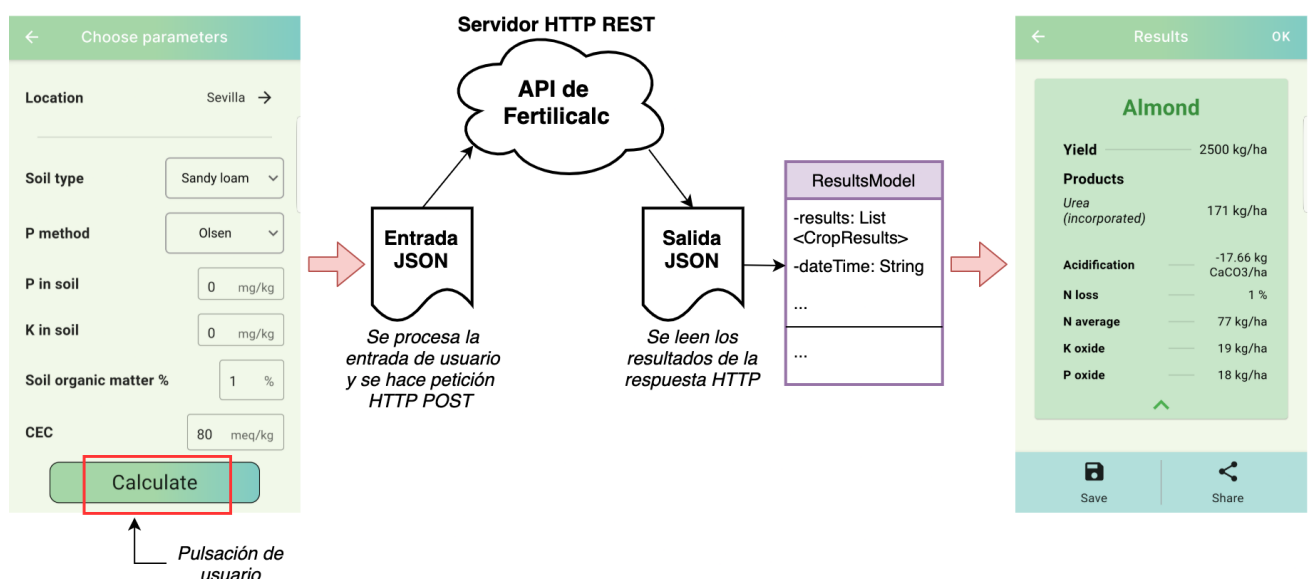 Choose parameters
Location
Sevilla
Soil type
Sandy loam
P method
Olsen
P in soil
0 mg/kg
K in soil
0 mg/kg
Soil organic matter %
1 %
CEC
80 meq/kg
Calculate
Pulsación de
usuario
Servidor HTTP REST
API de
Fertilicalc
Entrada
JSON
Se procesa la
entrada de usuario
y se hace petición
HTTP POST
Salida
JSON
Se leen los
resultados de la
respuesta HTTP
ResultsModel
-results: List
<CropResults>
-dateTime: String
...
...
Results
OK
Almond
Yield 2500 kg/ha
Products
Urea
(incorporated)
171 kg/ha
Acidification
-17.66 kg
CaCO3/ha
N loss 1 %
N average 77 kg/ha
K oxide 19 kg/ha
P oxide 18 kg/ha
Save
Share